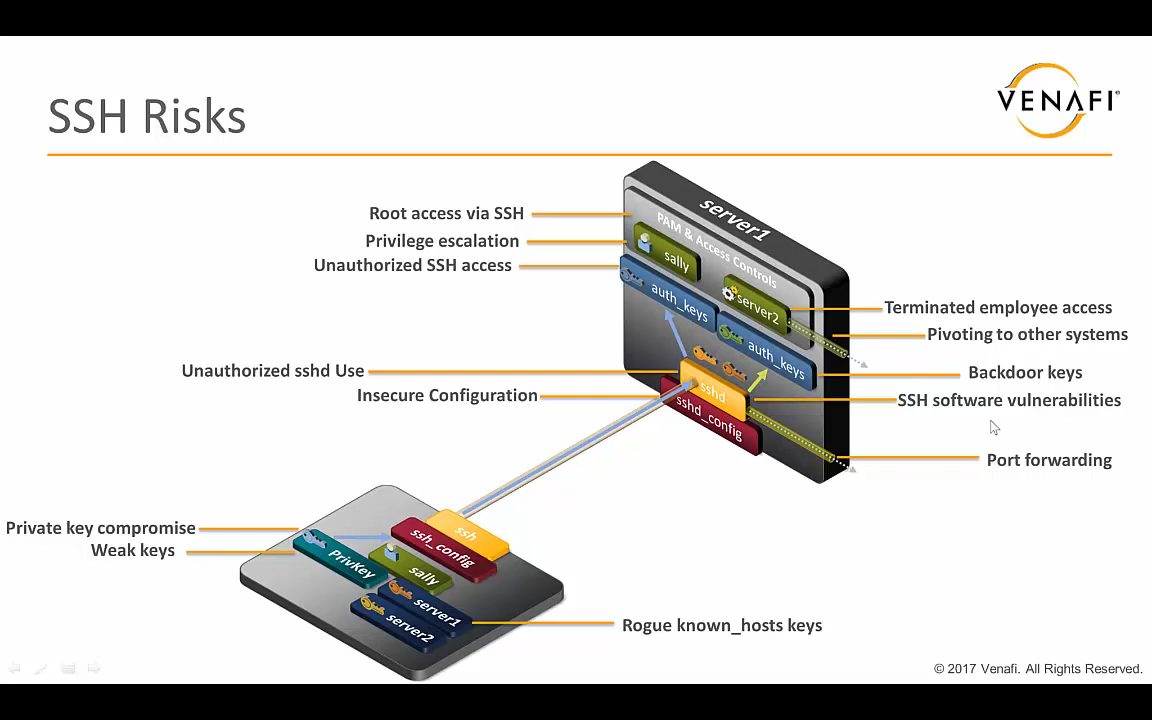 SSH Risks
VENAFI®
server1
PAM & Access Controls
Root access via SSH
Privilege escalation
Unauthorized SSH access
sally
auth_keys
server2
auth_keys
Terminated employee access
Pivoting to other systems
Unauthorized sshd Use
Backdoor keys
Insecure Configuration
sshd
sshd_config
SSH software vulnerabilities
Port forwarding
Private key compromise
Weak keys
ssh
ssh_config
PrivKey
sally
server1
server2
Rogue known_hosts keys
© 2017 Venafi. All Rights Reserved.